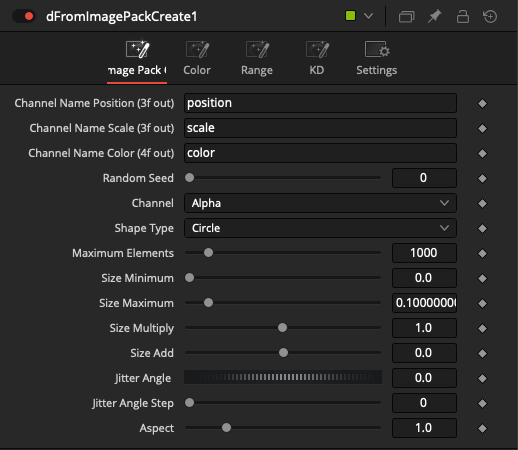 dFromImagePackCreate1
mage Pack C Color Range KD Settings
Channel Name Position (3f out) position
Channel Name Scale (3f out) scale
Channel Name Color (4f out) color
Random Seed 0
Channel Alpha
Shape Type Circle
Maximum Elements 1000
Size Minimum 0.0
Size Maximum 0.1000000
Size Multiply 1.0
Size Add 0.0
Jitter Angle 0.0
Jitter Angle Step 0
Aspect 1.0